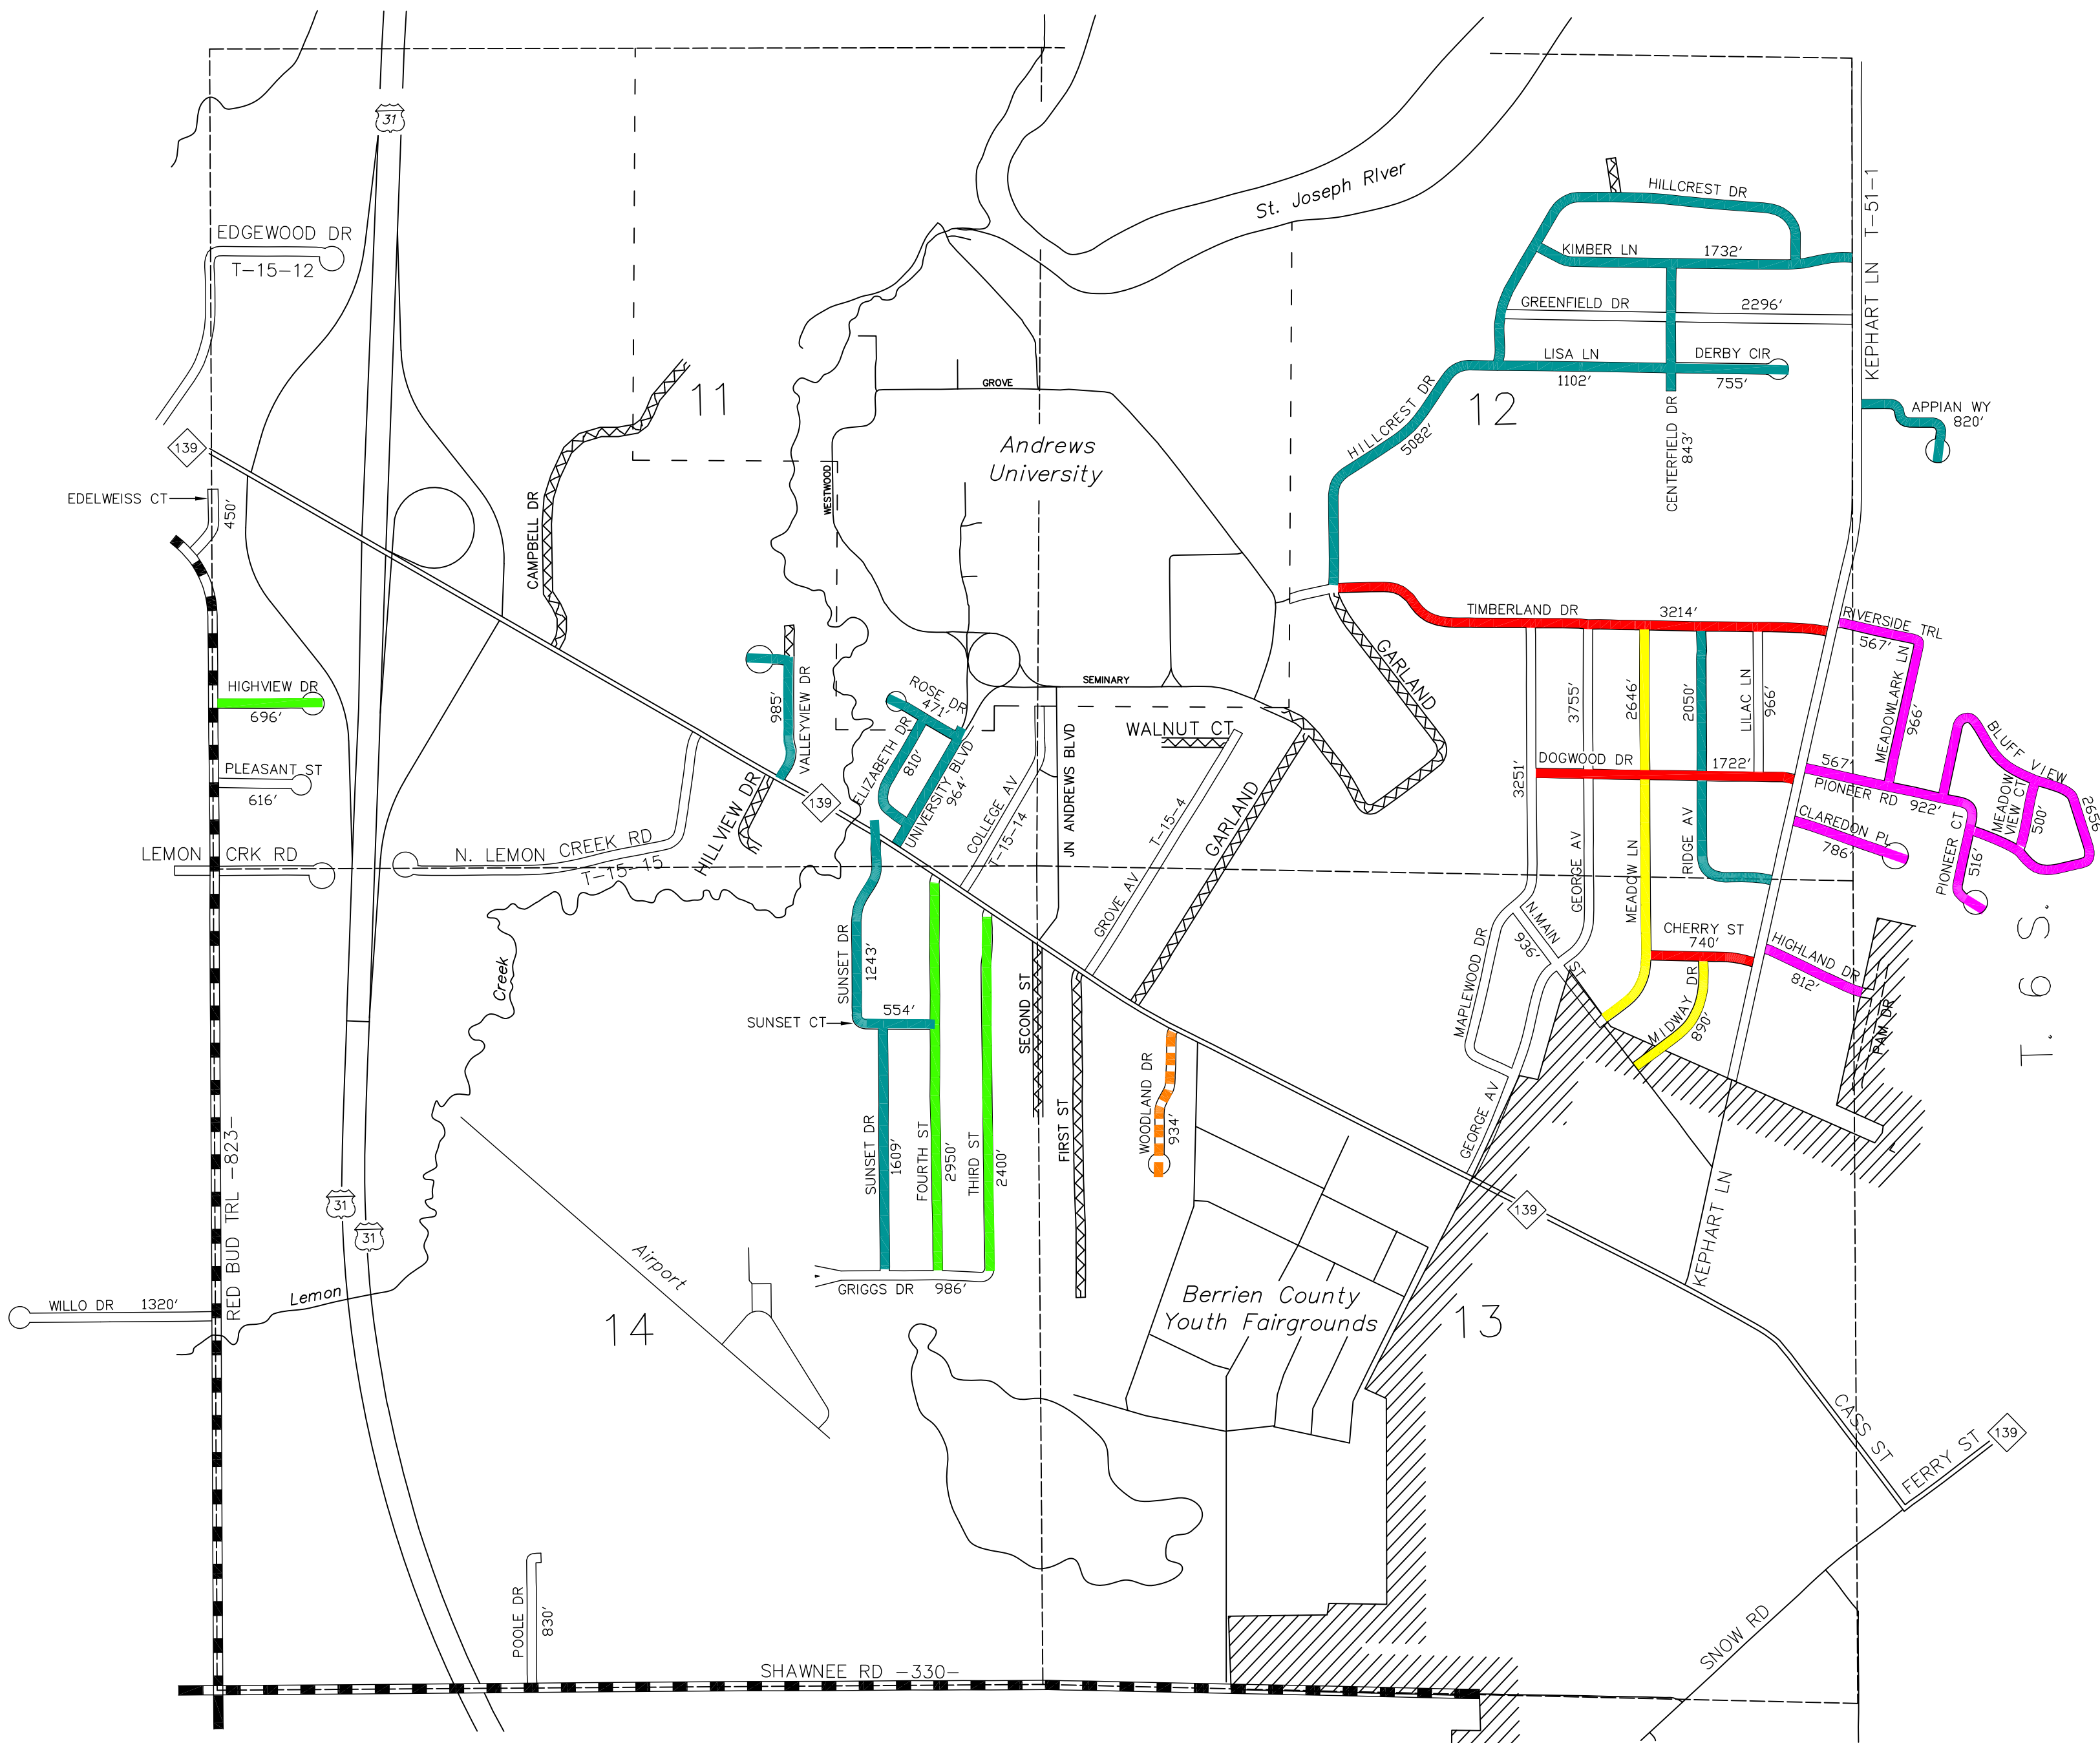 31
St. Joseph RIver
HILLCREST DR
T-51-1
KEPHART LN
EDGEWOOD DR
T-15-12
KIMBER LN 1732'
GREENFIELD DR 2296'
LISA LN
1102'
DERBY CIR
755'
HILLCREST DR
5082'
CENTERFIELD DR
843'
APPIAN WY
820'
11
12
GROVE
Andrews
University
WESTWOOD
139
EDELWEISS CT
450'
CAMPBELL DR
TIMBERLAND DR 3214'
RIVERSIDE TRL
567'
MEADOWLARK LN
966'
GARLAND
SEMINARY
HIGHVIEW DR
696'
985'
VALLEYVIEW DR
ROSE DR
471'
ELIZABETH DR
810'
UNIVERSITY BLVD
964'
WALNUT CT
JN ANDREWS BLVD
COLLEGE AV
T-15-14
GROVE AV T-15-4
GARLAND
3251'
3755'
2646'
2050'
LILAC LN
966'
DOGWOOD DR 1722'
GEORGE AV
MEADOW LN
RIDGE AV
567'
PIONEER RD 922'
BLUFF VIEW
2656'
MEADOW
VIEW CT
500'
CLAREDON PL
786'
PIONEER CT
516'
PLEASANT ST
616'
139
HILLVIEW DR
LEMON CRK RD
N. LEMON CREEK RD
T-15-15
Creek
SUNSET DR
1243'
SUNSET CT
554'
MAPLEWOOD DR
N.MAIN ST
936'
CHERRY ST
740'
HIGHLAND DR
812'
MIDWAY DR
890'
PAM DR
T. 6 S.
SECOND ST
FIRST ST
WOODLAND DR
934'
SUNSET DR
1609'
FOURTH ST
2950'
THIRD ST
2400'
GEORGE AV
RED BUD TRL -823-
31
31
139
KEPHART LN
Airport
GRIGGS DR 986'
WILLO DR 1320'
Lemon
14
Berrien County
Youth Fairgrounds
13
CASS ST
FERRY ST
139
POOLE DR
830'
SNOW RD
SHAWNEE RD -330-